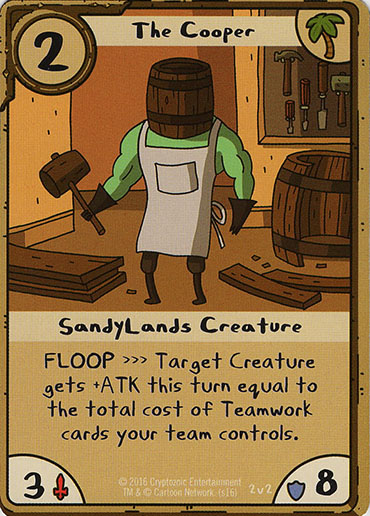 2
The Cooper
SandyLands Creature
FLOOP >>> Target Creature
gets +ATK this turn equal to
the total cost of Teamwork
cards your team controls.
3
© 2016 Cryptozoic Entertainment
TM & © Cartoon Network. (s16)
2v2
8